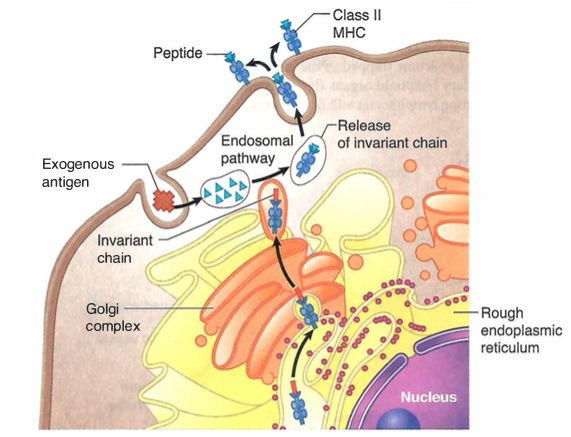 Class II
MHC
Peptide
Endosomal
pathway
Release
of invariant chain
Exogenous
antigen
Invariant
chain
Golgi
complex
Rough
endoplasmic
reticulum
Nucleus